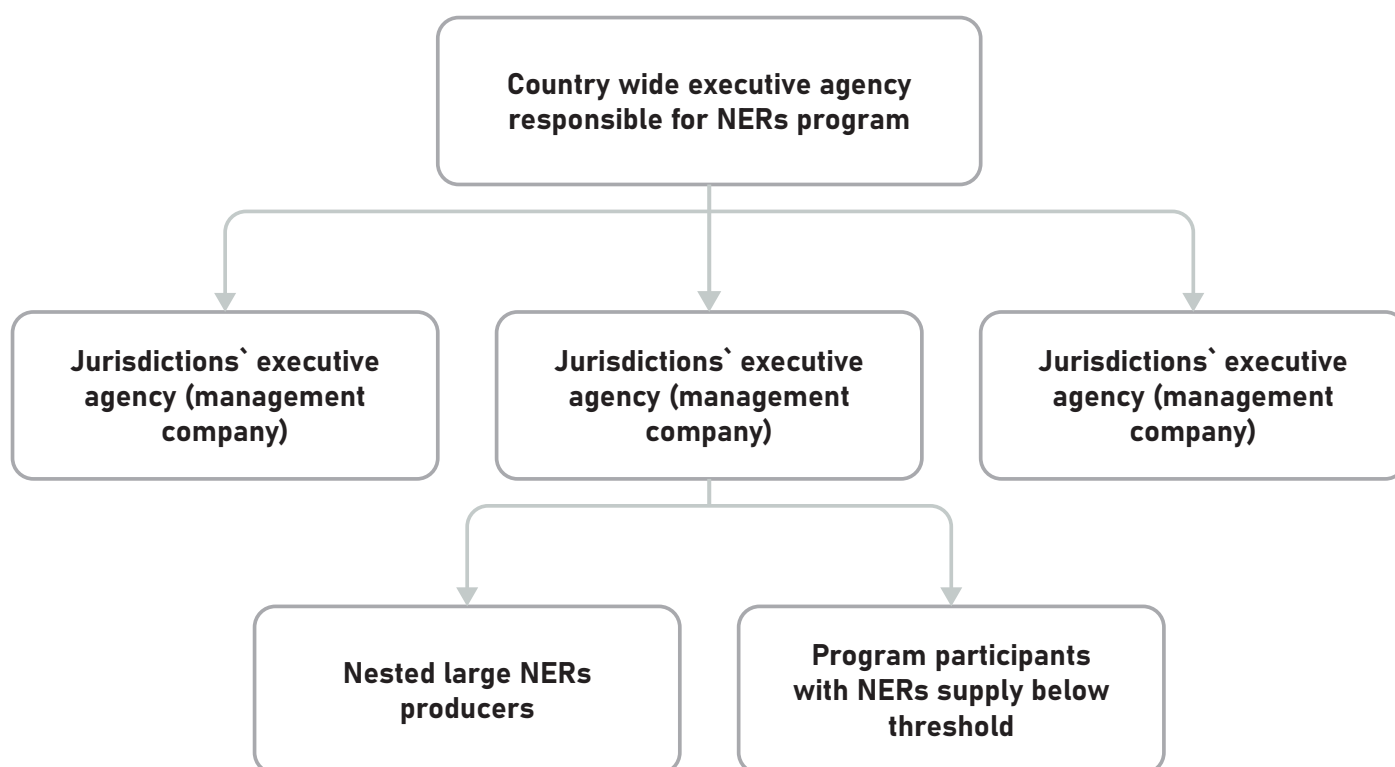 Country wide executive agency
responsible for NERs program
Jurisdictions` executive
agency (management
company)
Jurisdictions` executive
agency (management
company)
Jurisdictions` executive
agency (management
company)
Nested large NERs
producers
Program participants
with NERs supply below
threshold